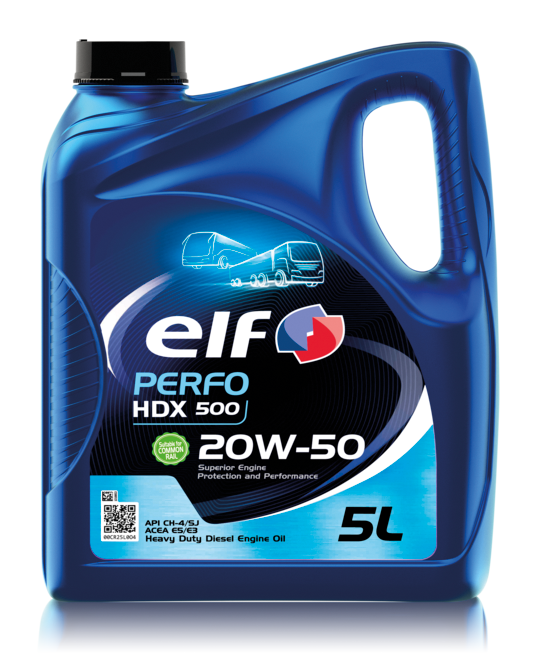 elf
PERFO
HDX 500
Suitable for
COMMON
RAIL
20W-50
Superior Engine
Protection and Performance
00CR25L004
API CH-4/SJ
ACEA E5/E3
Heavy Duty Diesel Engine Oil
5L